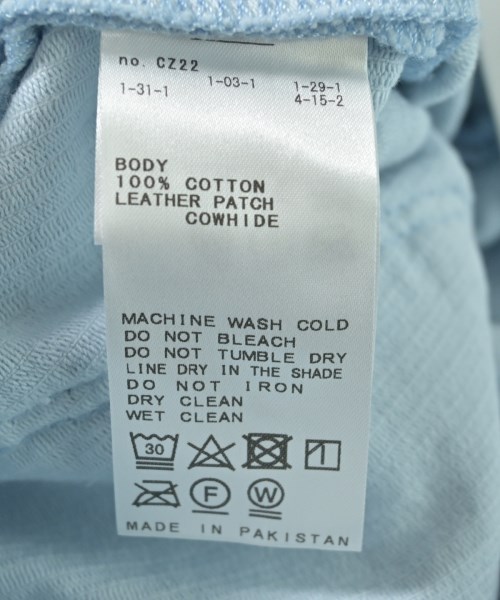 no. CZ22
1-31-1 1-03-1 1-29-1
4-15-2
BODY
100% COTTON
LEATHER PATCH
COWHIDE
MACHINE WASH COLD
DO NOT BLEACH
DO NOT TUMBLE DRY
LINE DRY IN THE SHADE
DO NOT IRON
DRY CLEAN
WET CLEAN
30
F W
MADE IN PAKISTAN